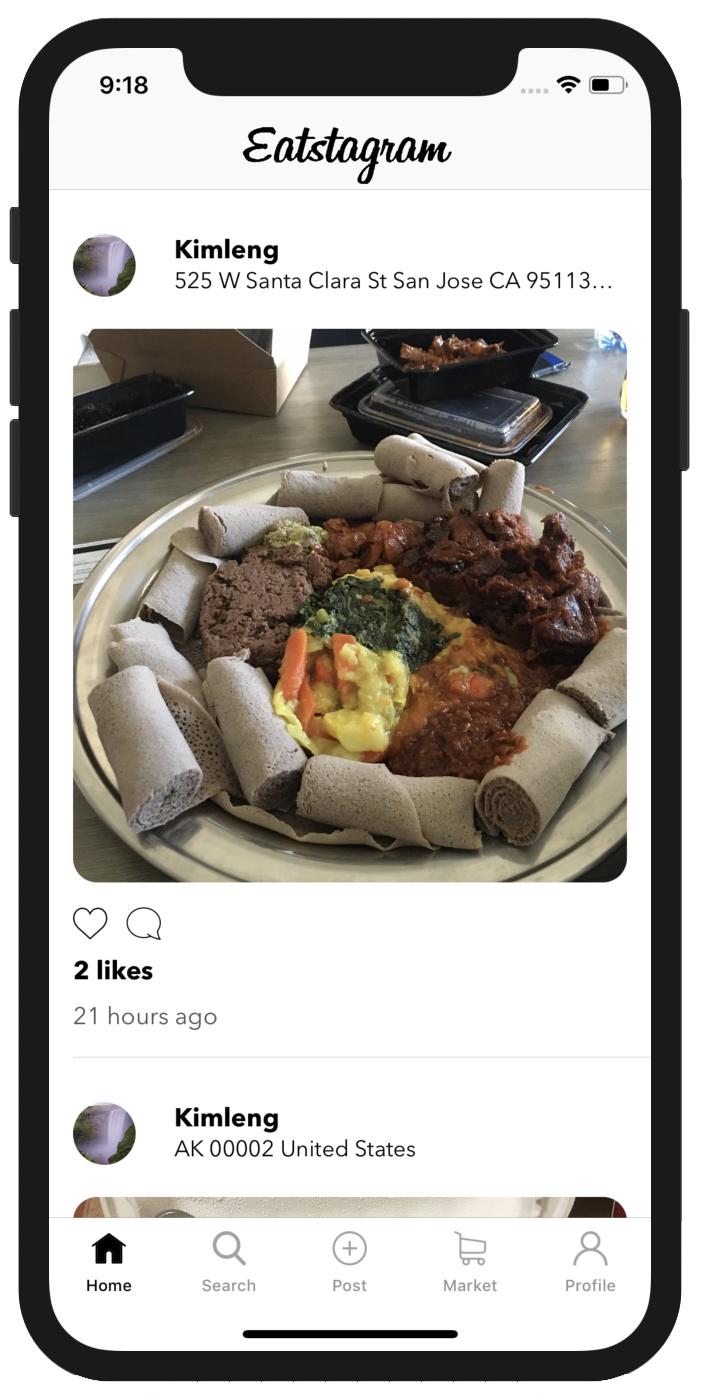 9:18
Eatstagram
Kimleng
525 W Santa Clara St San Jose CA 95113...
2 likes
21 hours ago
Kimleng
AK 00002 United States
Home
Search
Post
Market
Profile